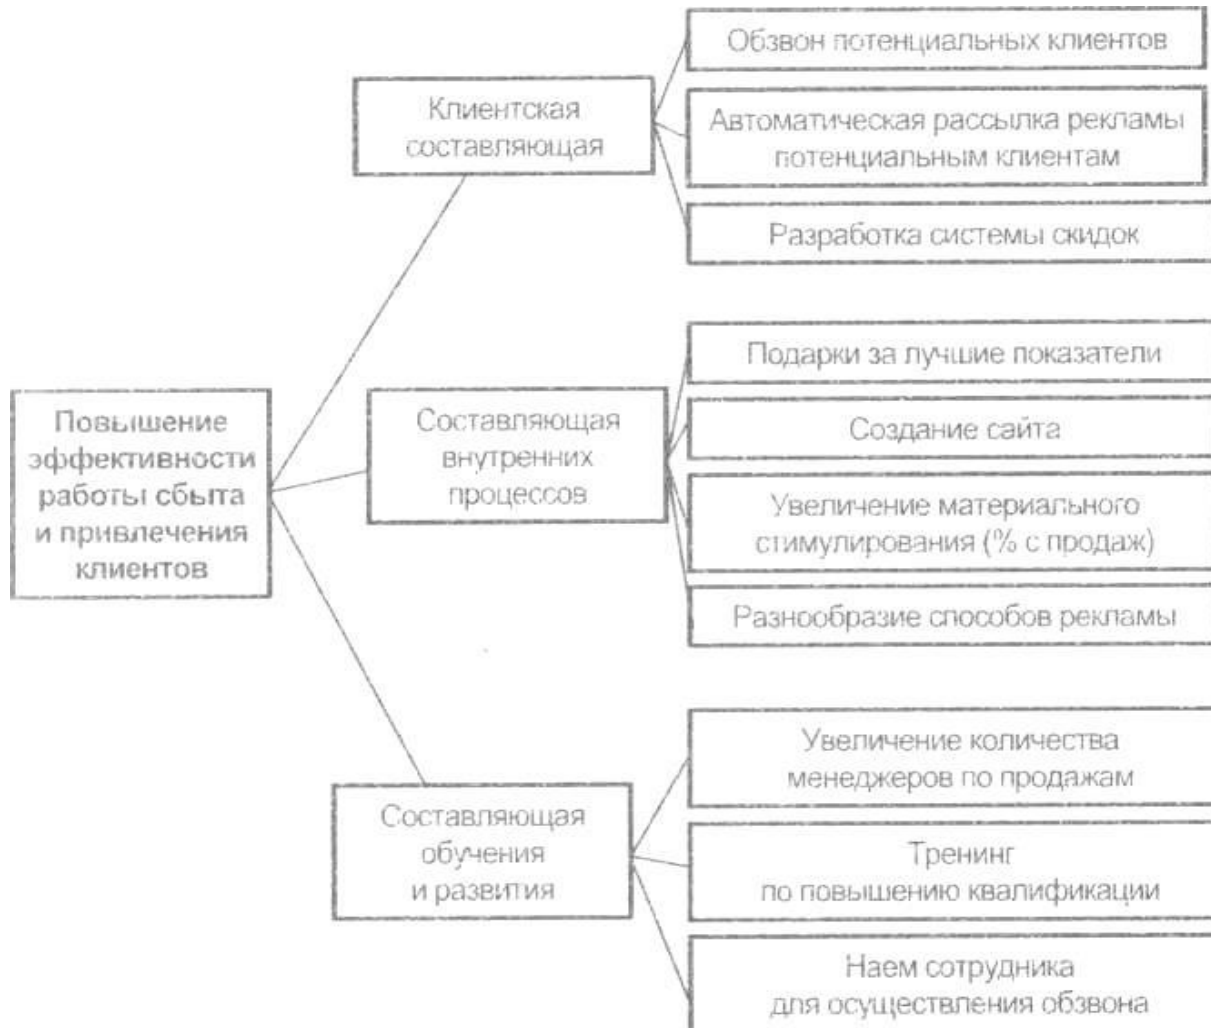 Повышение
эффективности
работы сбыта
и привлечения
клиентов
Клиентская
составляющая
Обзвон потенциальных клиентов
Автоматическая рассылка рекламы
потенциальным клиентам
Разработка системы скидок
Составляющая
внутренних
процессов
Подарки за лучшие показатели
Создание сайта
Увеличение материального
стимулирования (% с продаж)
Разнообразие способов рекламы
Составляющая
обучения
и развития
Увеличение количества
менеджеров по продажам
Тренинг
по повышению квалификации
Наем сотрудника
для осуществления обзвона